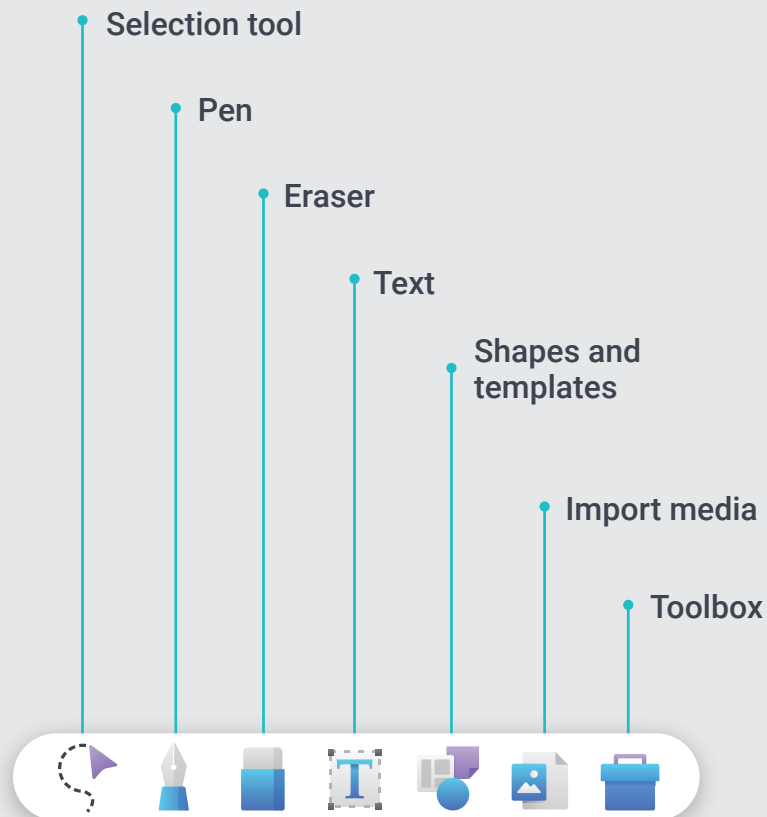 Selection tool
Pen
Eraser
Text
Shapes and
templates
Import media
Toolbox
T